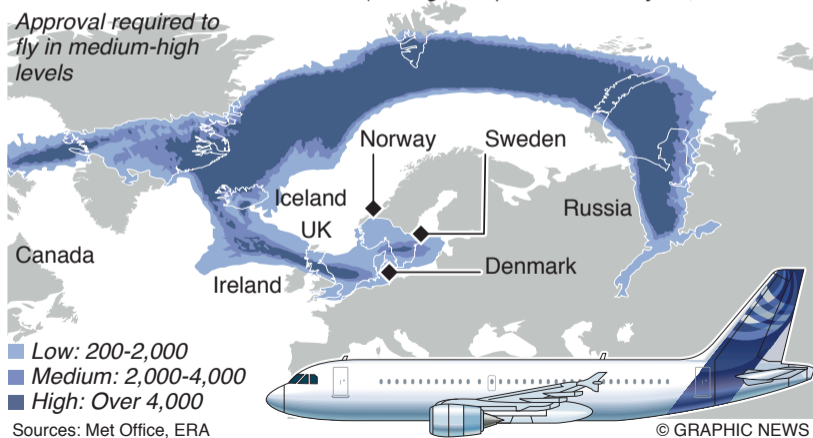 Approval required to
fly in medium-high
levels
Norway
Sweden
Iceland
UK
Russia
Canada
Ireland
Denmark
Low: 200-2,000
Medium: 2,000-4,000
High: Over 4,000
Sources: Met Office, ERA
© GRAPHIC NEWS